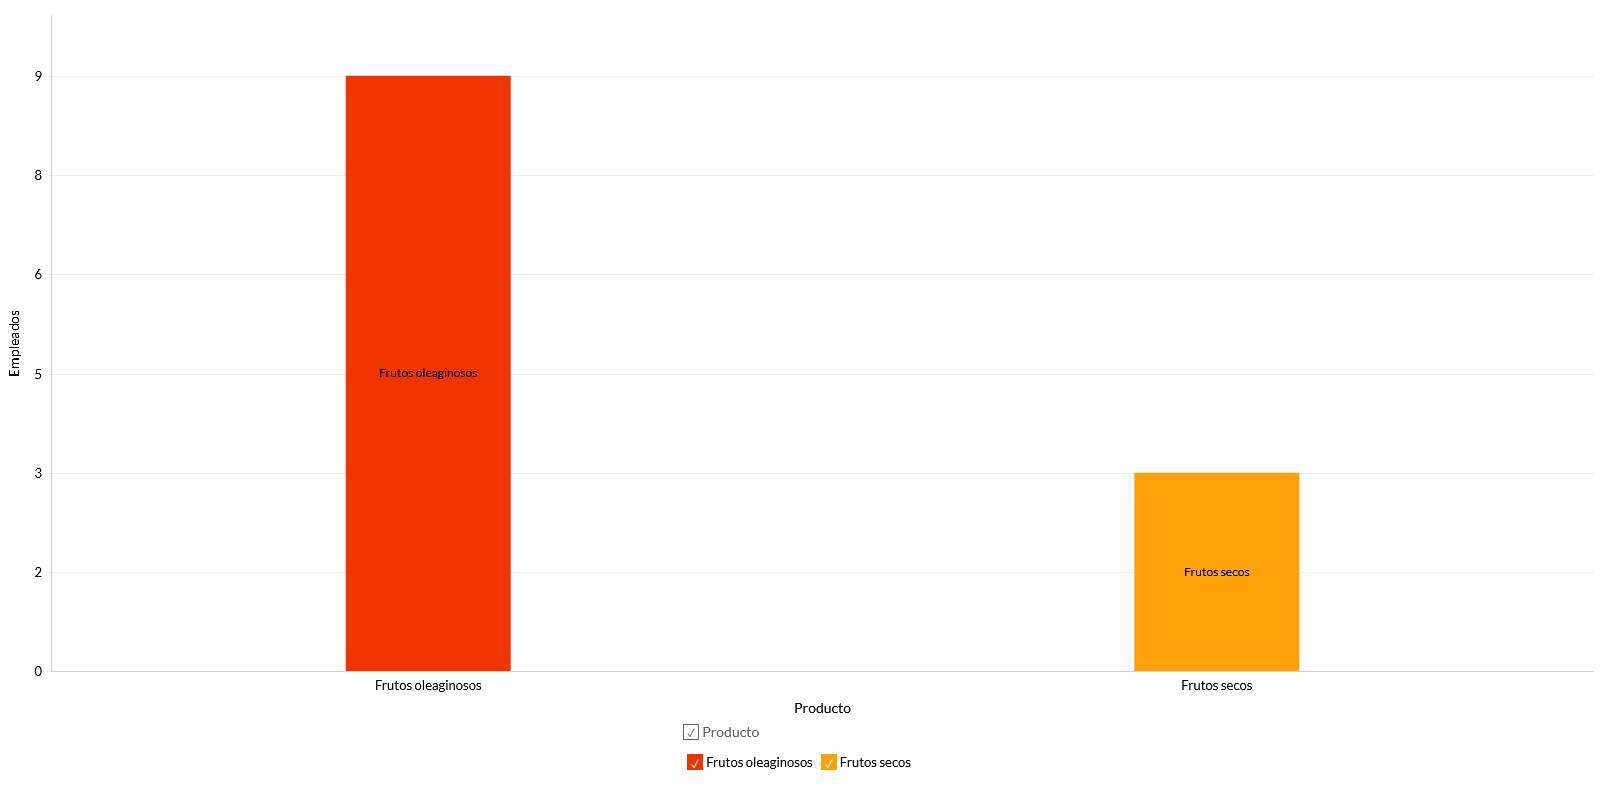 9
8
6
5
3
2
0
Empleados
Frutos oleaginosos
Frutos secos
Frutos oleaginosos
Frutos secos
Producto
Producto
Frutos oleaginosos
Frutos secos